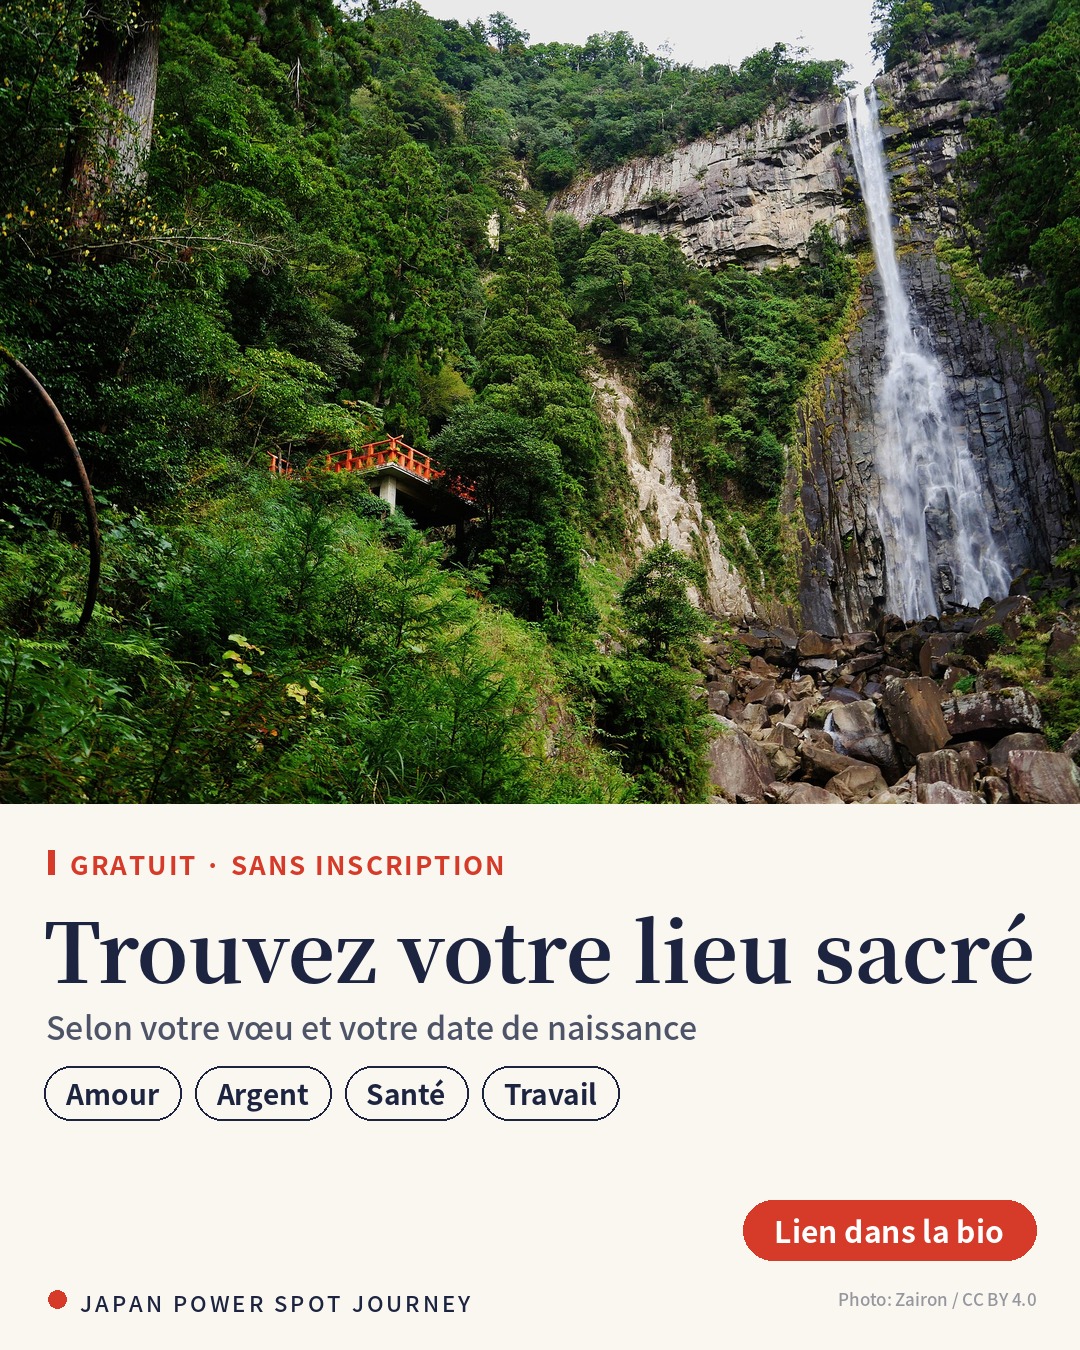 GRATUIT · SANS INSCRIPTION
Trouvez votre lieu sacré
Selon votre vœu et votre date de naissance
Amour Argent Santé Travail
Lien dans la bio
JAPAN POWER SPOT JOURNEY
Photo: Zairon / CC BY 4.0